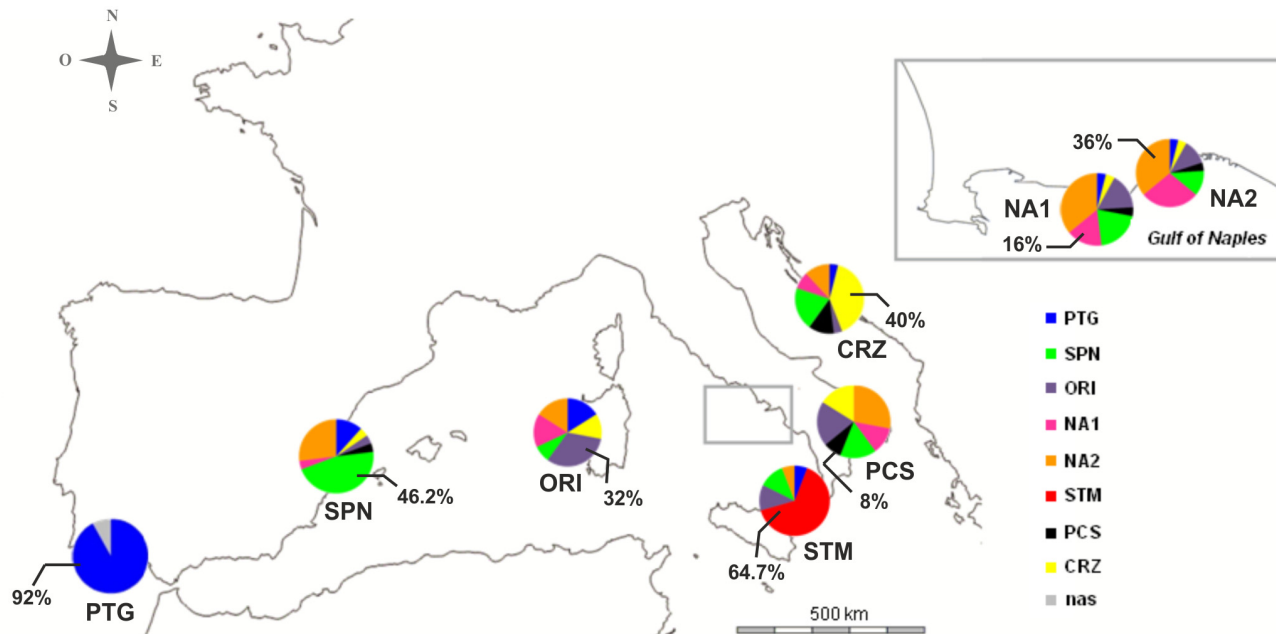 N
O E
S
36%
NA1
NA2
16%
Gulf of Naples
40%
CRZ
PTG
SPN
ORI
NA1
NA2
STM
PCS
CRZ
nas
ORI
32%
PCS
8%
SPN
46.2%
STM
64.7%
92%
PTG
500 km